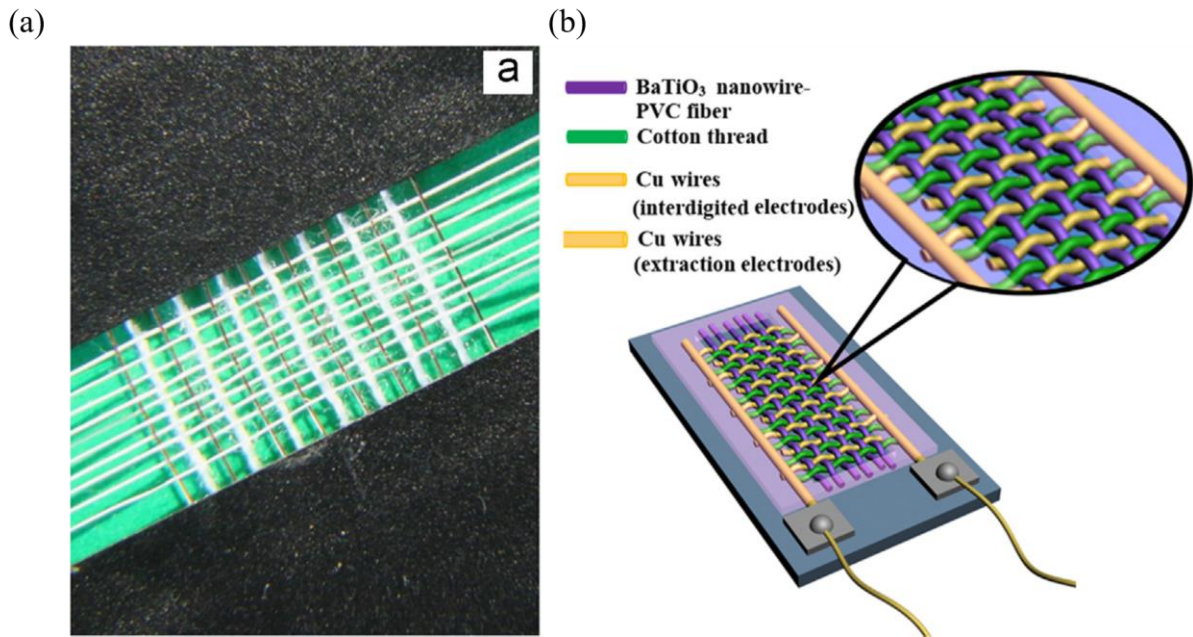 (a)
(b)
a
BaTiO₃ nanowire-
PVC fiber
Cotton thread
Cu wires
(interdigited electrodes)
Cu wires
(extraction electrodes)